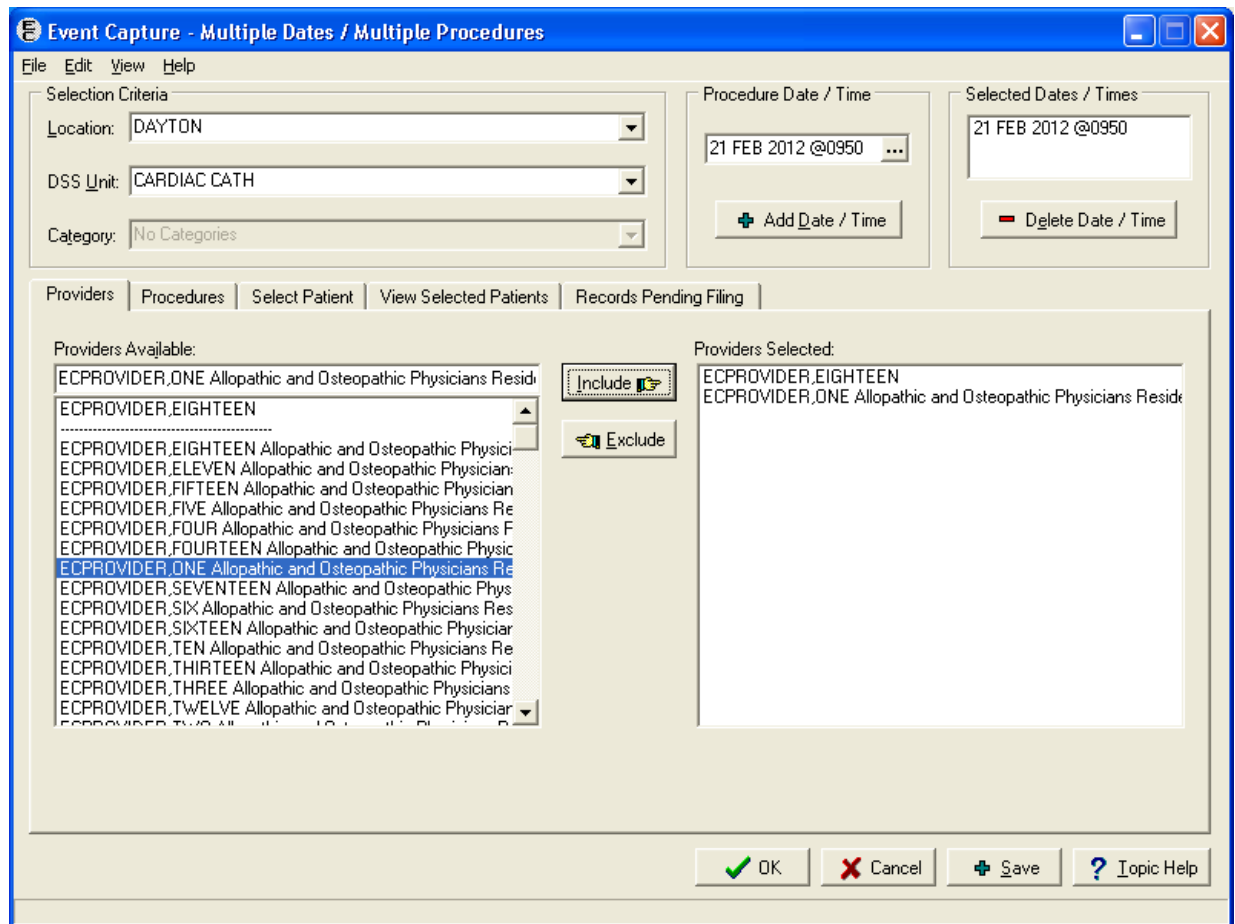 Event Capture - Multiple Dates / Multiple Procedures
File Edit View Help
Selection Criteria
Location: DAYTON
DSS Unit: CARDIAC CATH
Category: No Categories
Procedure Date / Time
21 FEB 2012 @0950 ...
Add Date / Time
Selected Dates / Times
21 FEB 2012 @0950
Delete Date / Time
Providers Procedures Select Patient View Selected Patients Records Pending Filing
Providers Available:
ECPROVIDER,ONE Allopathic and Osteopathic Physicians Resid
ECPROVIDER,EIGHTEEN
----------------------------------------------
ECPROVIDER,EIGHTEEN Allopathic and Osteopathic Physici
ECPROVIDER,ELEVEN Allopathic and Osteopathic Physician
ECPROVIDER,FIFTEEN Allopathic and Osteopathic Physician
ECPROVIDER,FIVE Allopathic and Osteopathic Physicians Re
ECPROVIDER,FOUR Allopathic and Osteopathic Physicians F
ECPROVIDER,FOURTEEN Allopathic and Osteopathic Physic
ECPROVIDER,ONE Allopathic and Osteopathic Physicians Re
ECPROVIDER,SEVENTEEN Allopathic and Osteopathic Phys
ECPROVIDER,SIX Allopathic and Osteopathic Physicians Res
ECPROVIDER,SIXTEEN Allopathic and Osteopathic Physician
ECPROVIDER,TEN Allopathic and Osteopathic Physicians Re
ECPROVIDER,THIRTEEN Allopathic and Osteopathic Physici
ECPROVIDER,THREE Allopathic and Osteopathic Physicians
ECPROVIDER,TWELVE Allopathic and Osteopathic Physician
Include
Exclude
Providers Selected:
ECPROVIDER,EIGHTEEN
ECPROVIDER,ONE Allopathic and Osteopathic Physicians Reside
OK Cancel Save Topic Help